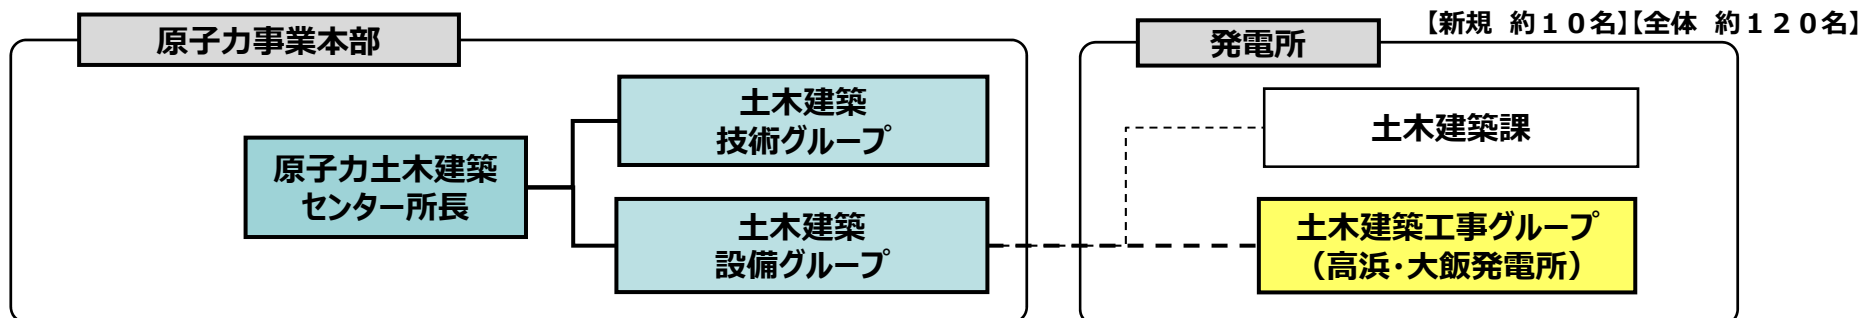 【新規 約１０名】【全体 約１２０名】
原子力事業本部
発電所
原子力土木建築
センター所長
土木建築
技術グループ
土木建築
設備グループ
土木建築課
土木建築工事グループ
（高浜・大飯発電所）